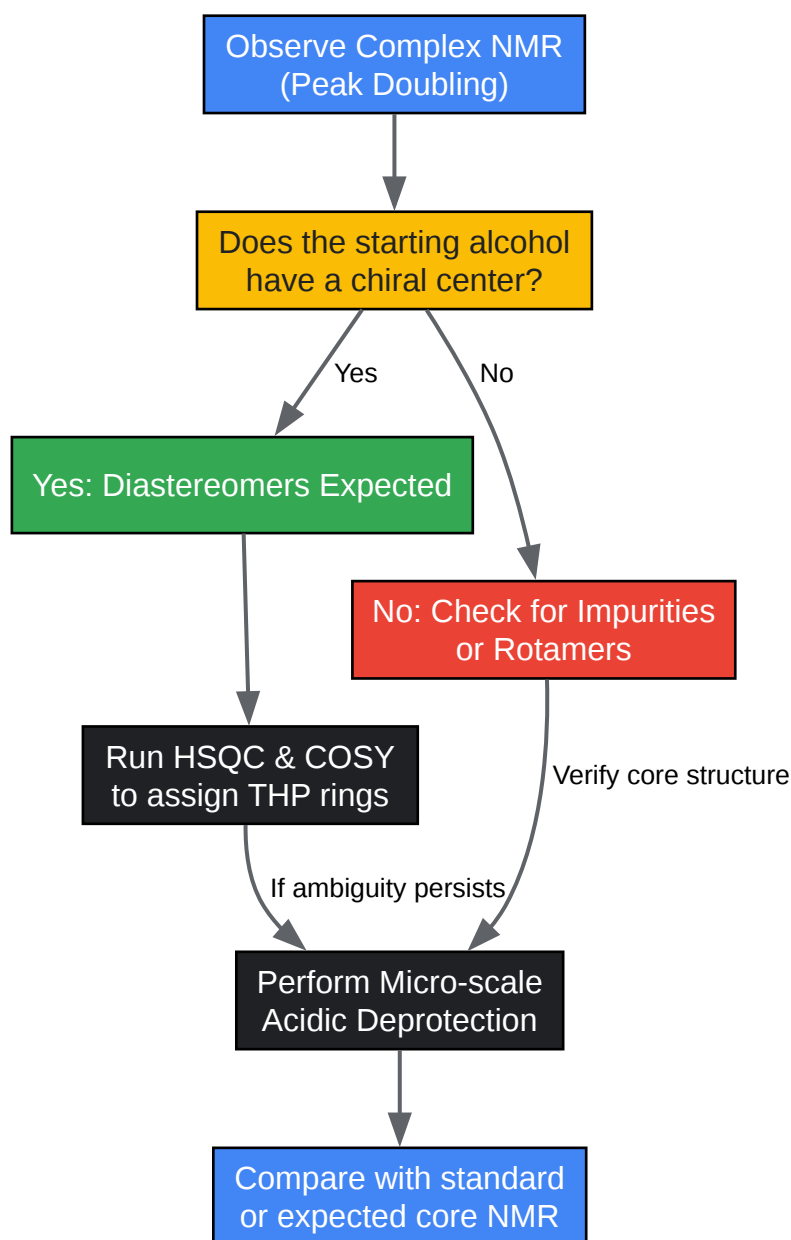 Observe Complex NMR
(Peak Doubling)
Does the starting alcohol
have a chiral center?
Yes
No
Yes: Diastereomers Expected
No: Check for Impurities
or Rotamers
Run HSQC & COSY
to assign THP rings
Verify core structure
If ambiguity persists
Perform Micro-scale
Acidic Deprotection
Compare with standard
or expected core NMR